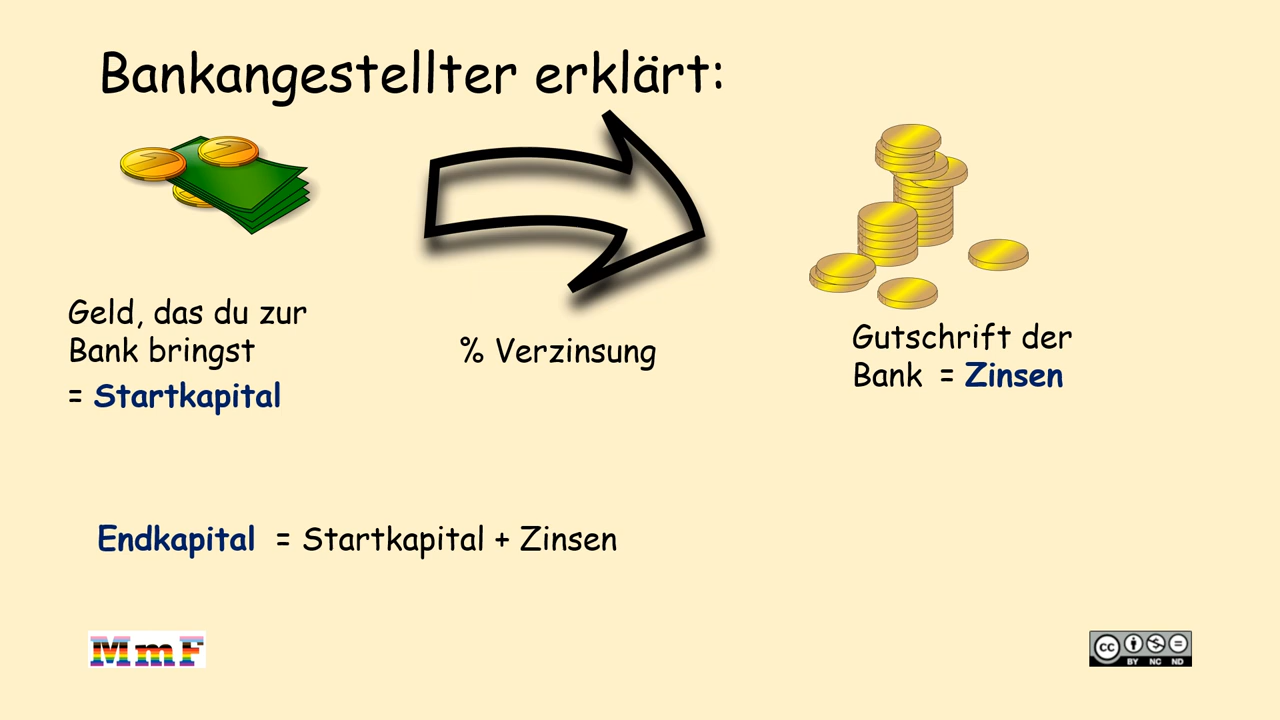 Bankangestellter erklärt:
Geld, das du zur
Bank bringst
= Startkapital
% Verzinsung
Gutschrift der
Bank = Zinsen
Endkapital = Startkapital + Zinsen
MmF
cc
BY NC ND